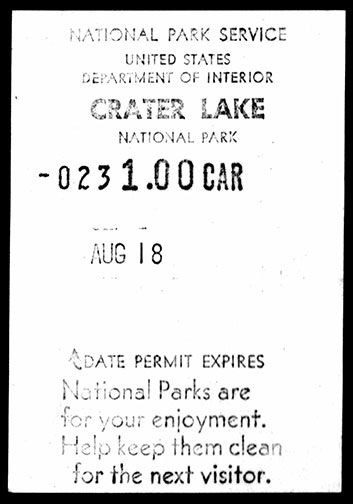 NATIONAL PARK SERVICE
UNITED STATES
DEPARTMENT OF INTERIOR
CRATER LAKE
NATIONAL PARK
-023 1.00 CAR
AUG 18
DATE PERMIT EXPIRES
National Parks are
for your enjoyment.
Help keep them clean
for the next visitor.